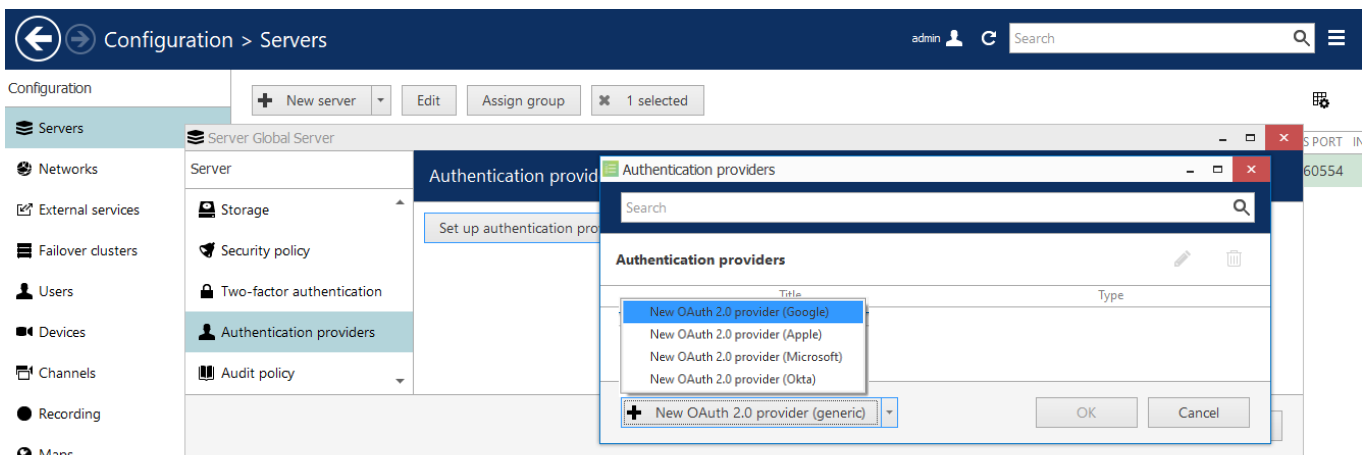 Configuration > Servers
admin
Search
Configuration
New server
Edit
Assign group
1 selected
Servers
Server Global Server
S PORT
IN
Networks
Server
Authentication provid
Authentication providers
60554
External services
Storage
Search
Set up authentication pro
Failover clusters
Security policy
Authentication providers
Users
Two-factor authentication
Title
Type
New OAuth 2.0 provider (Google)
Devices
Authentication providers
New OAuth 2.0 provider (Apple)
New OAuth 2.0 provider (Microsoft)
Channels
Audit policy
New OAuth 2.0 provider (Okta)
Recording
New OAuth 2.0 provider (generic)
OK
Cancel
Maps